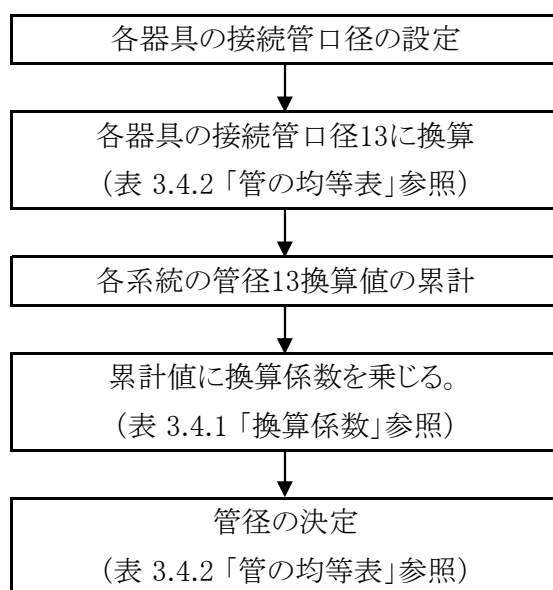 各器具の接続管口径の設定
各器具の接続管口径13に換算
（表 3.4.2 「管の均等表」参照）
各系統の管径13換算値の累計
累計値に換算係数を乗じる。
（表 3.4.1 「換算係数」参照）
管径の決定
（表 3.4.2 「管の均等表」参照）